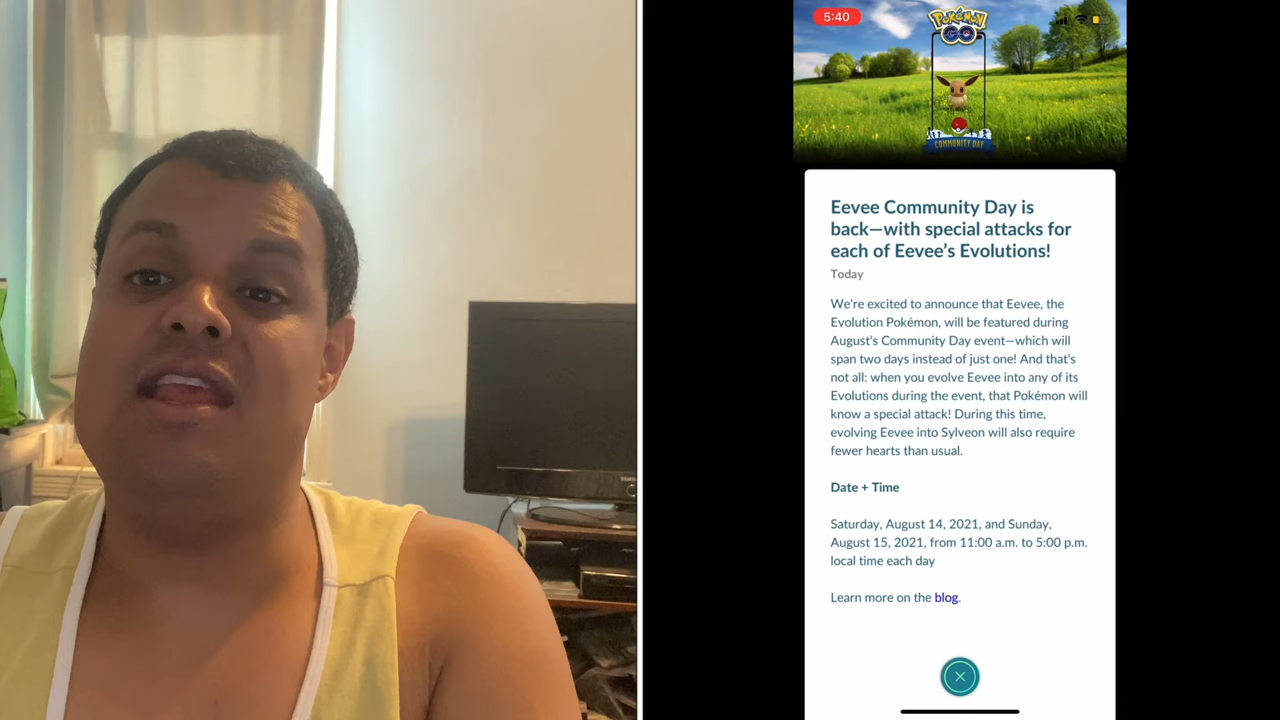 5:40
POKÉMON
GO
COMMUNITY DAY
Eevee Community Day is
back—with special attacks for
each of Eevee's Evolutions!
Today
We're excited to announce that Eevee, the
Evolution Pokémon, will be featured during
August's Community Day event—which will
span two days instead of just one! And that's
not all: when you evolve Eevee into any of its
Evolutions during the event, that Pokémon will
know a special attack! During this time,
evolving Eevee into Sylveon will also require
fewer hearts than usual.
Date + Time
Saturday, August 14, 2021, and Sunday,
August 15, 2021, from 11:00 a.m. to 5:00 p.m.
local time each day
Learn more on the blog.
SAMSUNG